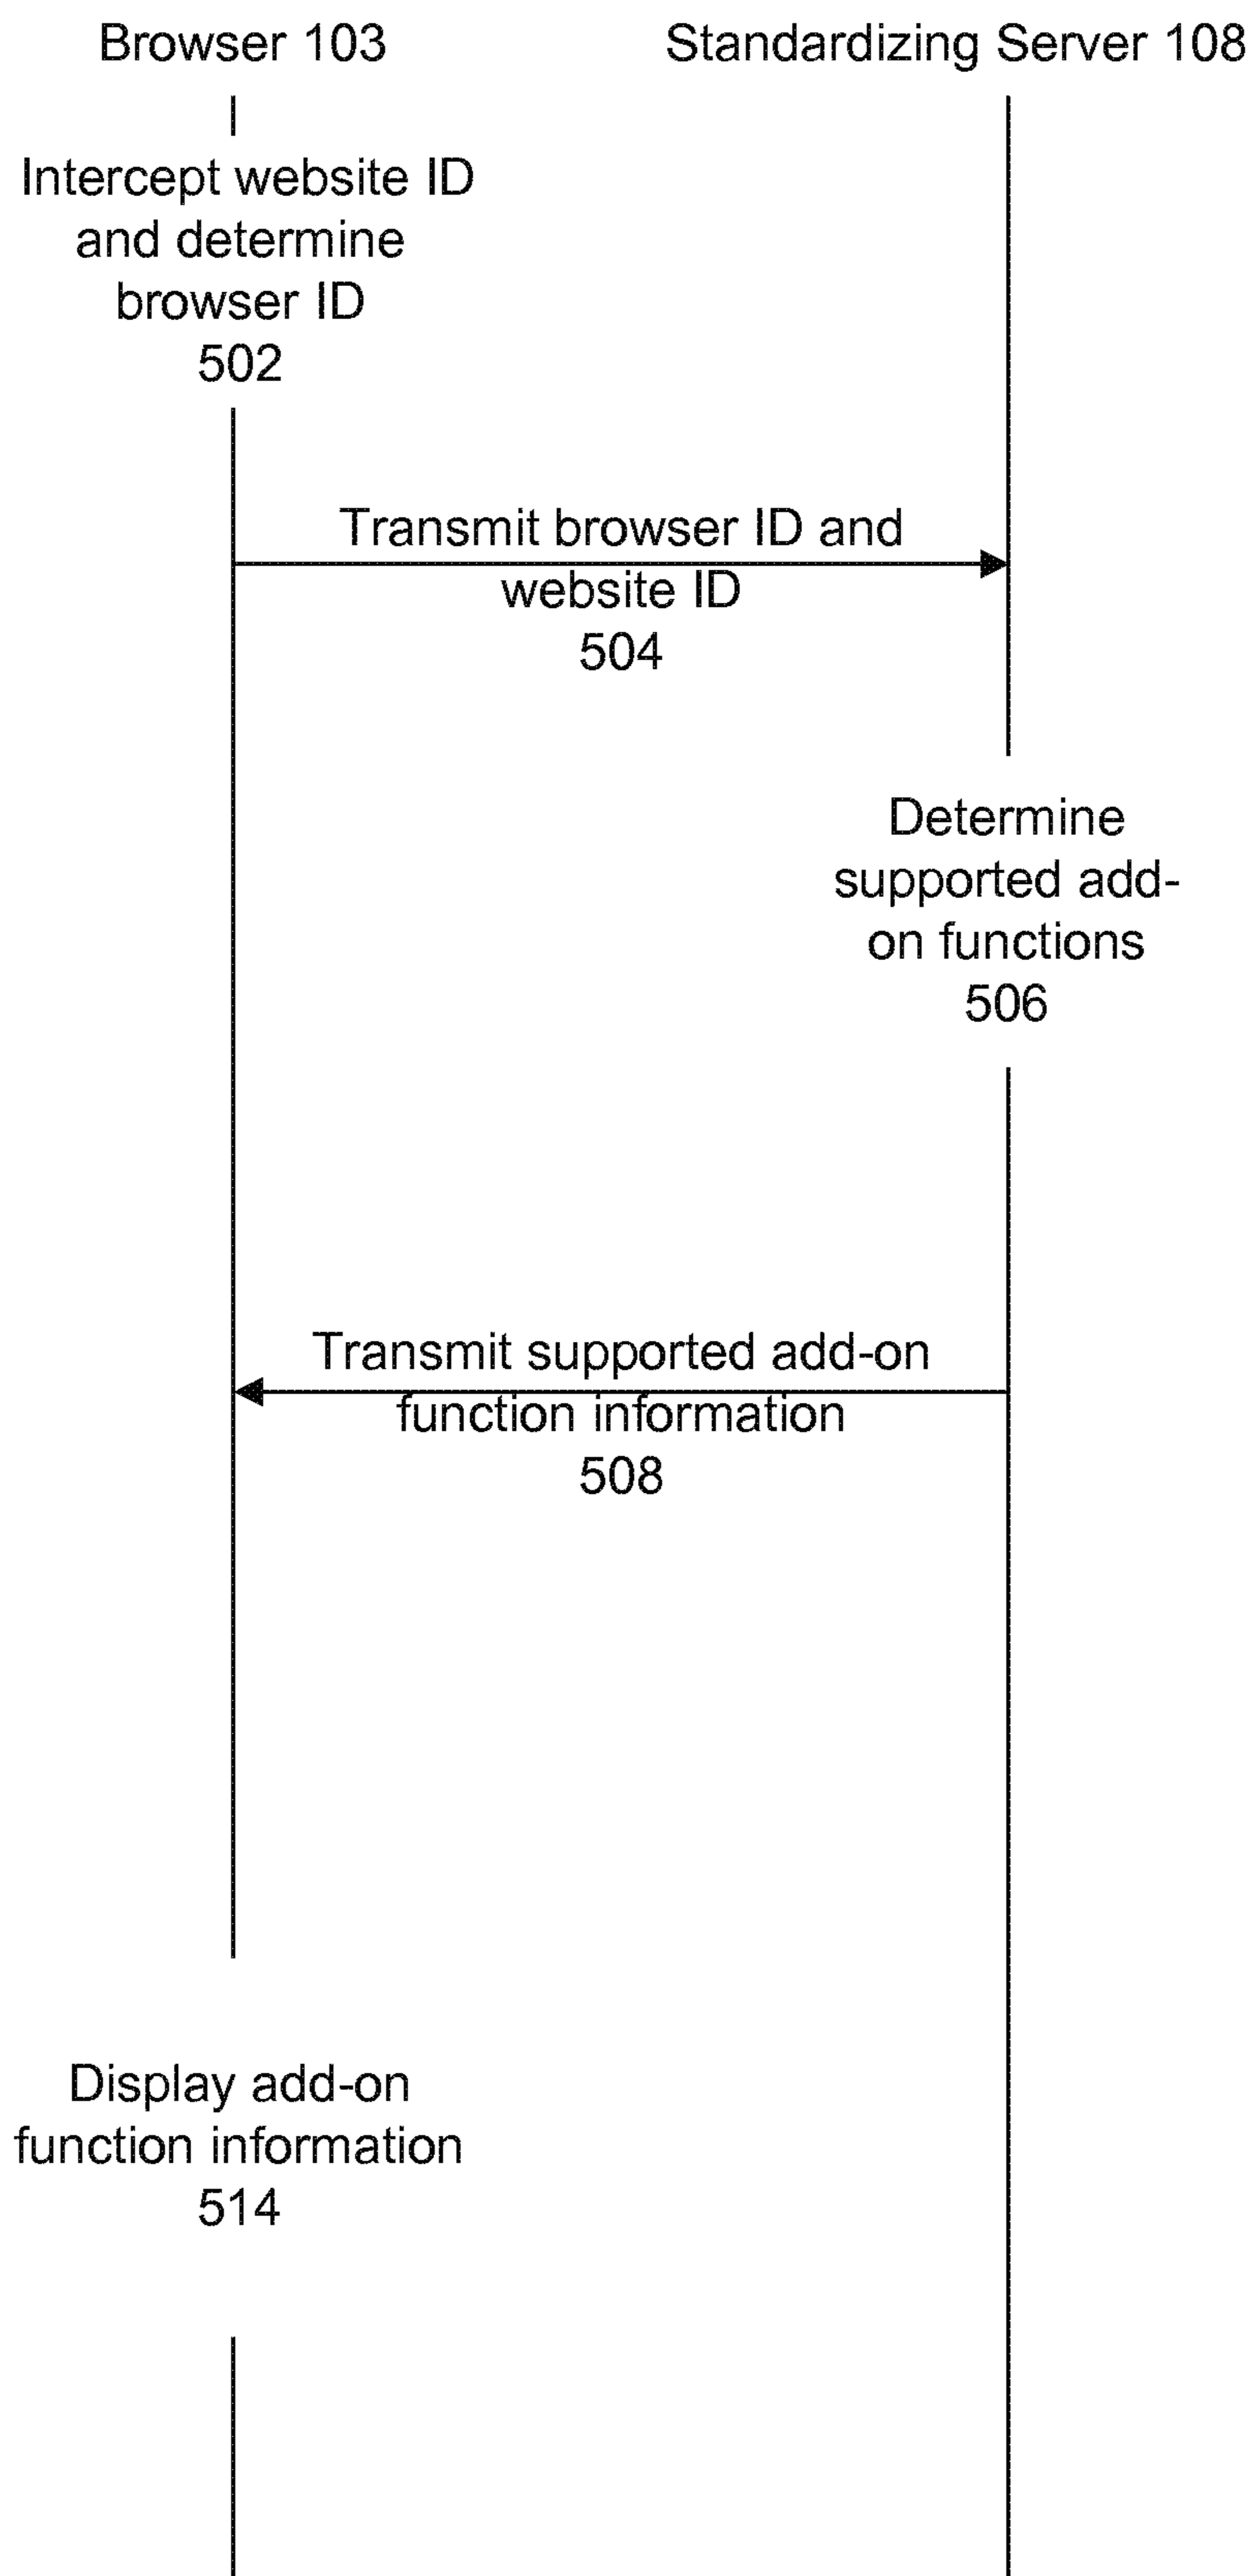 Browser 103
Standardizing Server 108
Intercept website ID
and determine
browser ID
502
Transmit browser ID and
website ID
504
Determine
supported add-
on functions
506
Transmit supported add-on
function information
508
Display add-on
function information
514